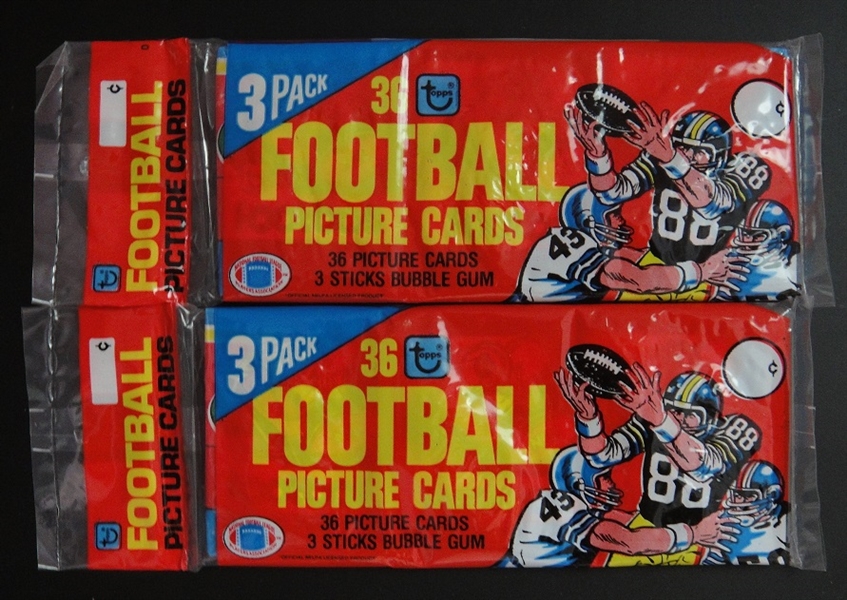 ¢
FOOTBALL
PICTURE CARDS
3 PACK
36
topps
®
¢
FOOTBALL
PICTURE CARDS
36 PICTURE CARDS
3 STICKS BUBBLE GUM
88
88
43
¢
FOOTBALL
PICTURE CARDS
3 PACK
36
topps
®
¢
FOOTBALL
PICTURE CARDS
36 PICTURE CARDS
3 STICKS BUBBLE GUM
88
88
43